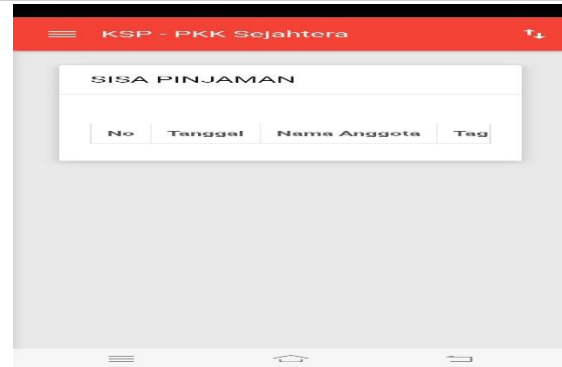 KSP - PKK Sejahtera
SISA PINJAMAN
No Tanggal Nama Anggota Tag